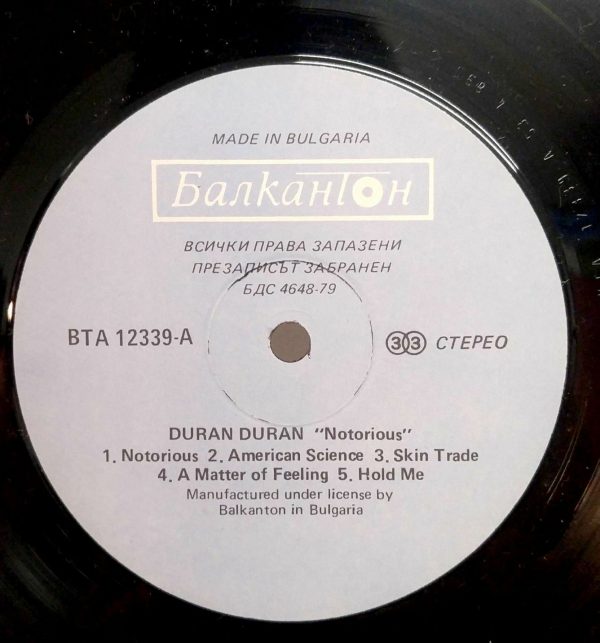 MADE IN BULGARIA
Балкантон
ВСИЧКИ ПРАВА ЗАПАЗЕНИ
ПРЕЗАПИСЪТ ЗАБРАНЕН
БДС 4648-79
ВТА 12339-А
33 СТЕРЕО
DURAN DURAN "Notorious"
1. Notorious 2. American Science 3. Skin Trade
4. A Matter of Feeling 5. Hold Me
Manufactured under license by
Balkanton in Bulgaria